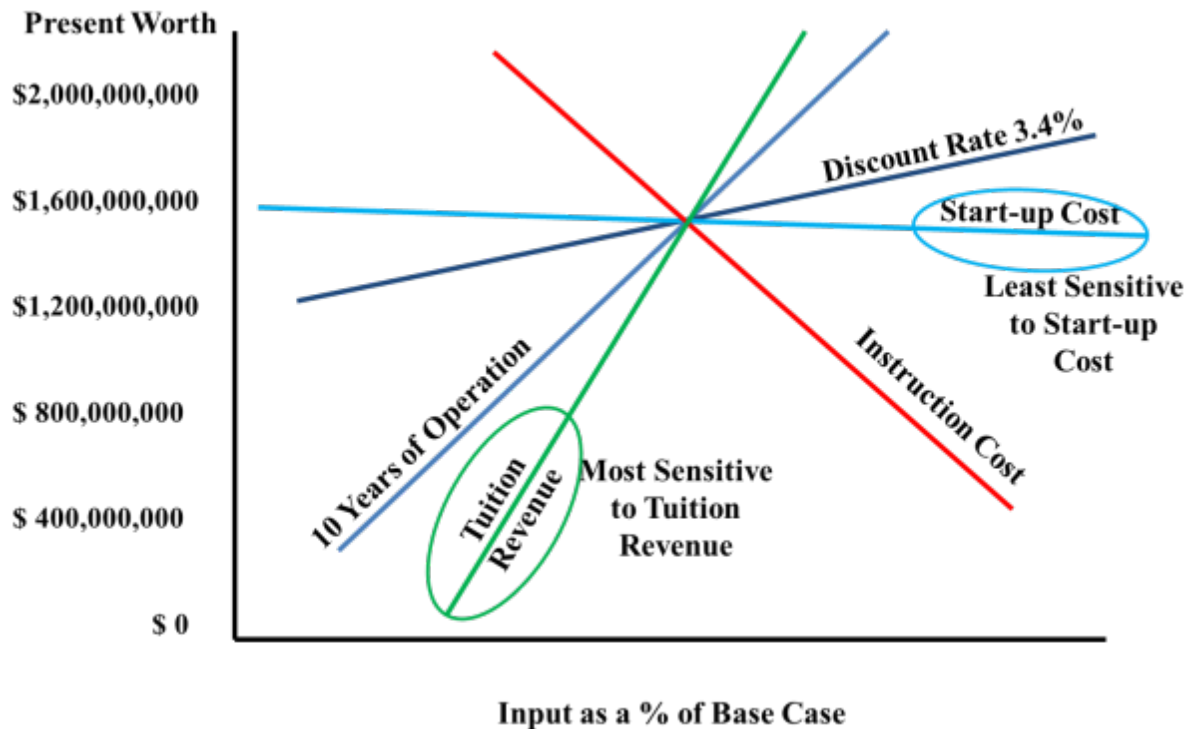 Present Worth
$2,000,000,000
$1,600,000,000
$1,200,000,000
$ 800,000,000
$ 400,000,000
$ 0
Discount Rate 3.4%
Start-up Cost
Least Sensitive
to Start-up
Cost
Instruction Cost
10 Years of Operation
Tuition
Revenue
Most Sensitive
to Tuition
Revenue
Input as a % of Base Case